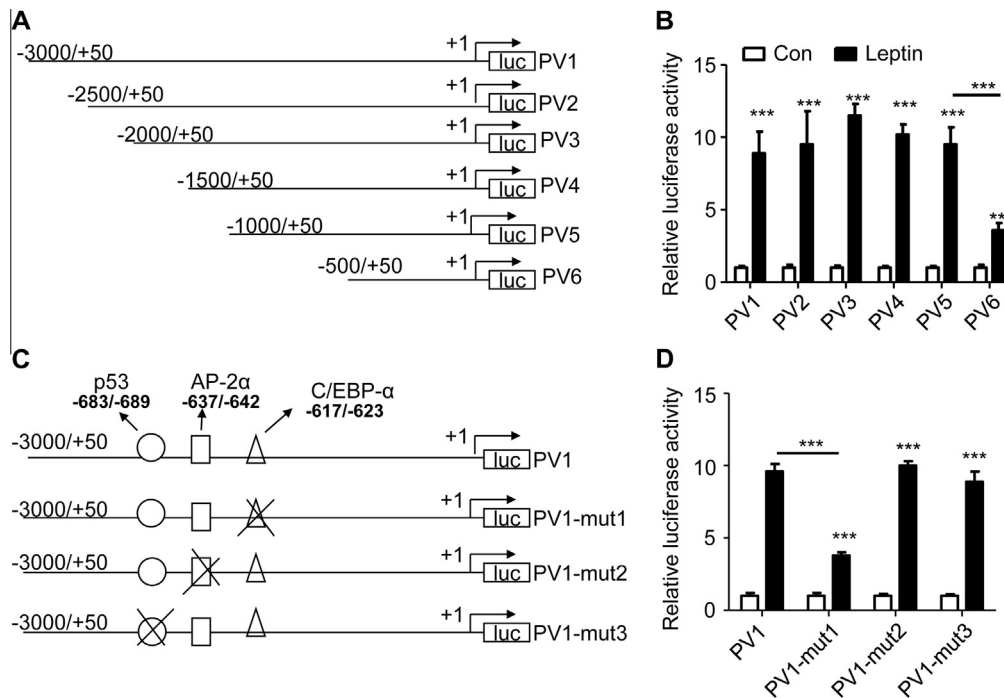 A
-3000/+50 +1 luc PV1
-2500/+50 +1 luc PV2
-2000/+50 +1 luc PV3
-1500/+50 +1 luc PV4
-1000/+50 +1 luc PV5
-500/+50 +1 luc PV6
B
Con Leptin
Relative luciferase activity
15
10
5
0
*** *** *** *** *** *** **
PV1 PV2 PV3 PV4 PV5 PV6
C
p53 AP-2α C/EBP-α
-683/-689 -637/-642 -617/-623
-3000/+50 +1 luc PV1
-3000/+50 +1 luc PV1-mut1
-3000/+50 +1 luc PV1-mut2
-3000/+50 +1 luc PV1-mut3
D
Relative luciferase activity
15
10
5
0
*** *** *** ***
PV1 PV1-mut1 PV1-mut2 PV1-mut3